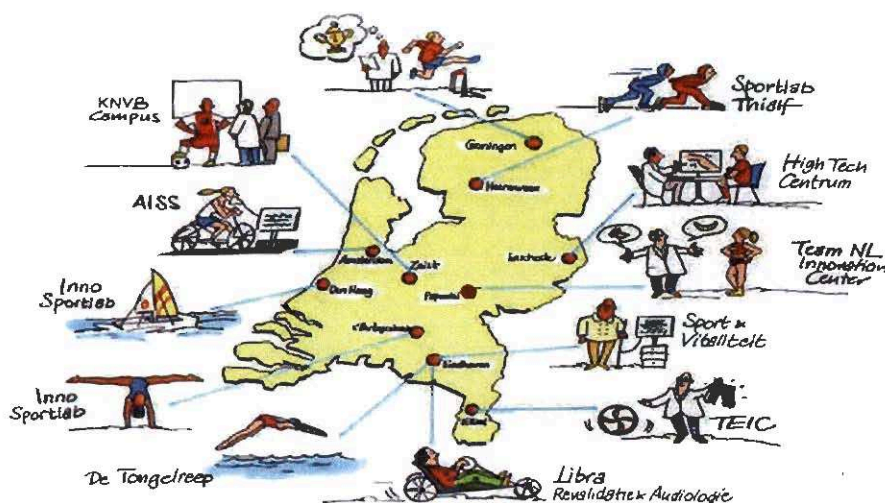 KNVB
Campus
Sportlab
Thialf
Groningen
Heerenveen
High Tech
Centrum
AISS
Amsterdam
Zeist
Enschede
Team NL
Innovation
Center
Inno
Sportlab
Den Haag
Papendal
Sport &
Vitaliteit
Eindhoven
Inno
Sportlab
TEIC
De Tongelreep
Libra
Revalidatie & Audiologie